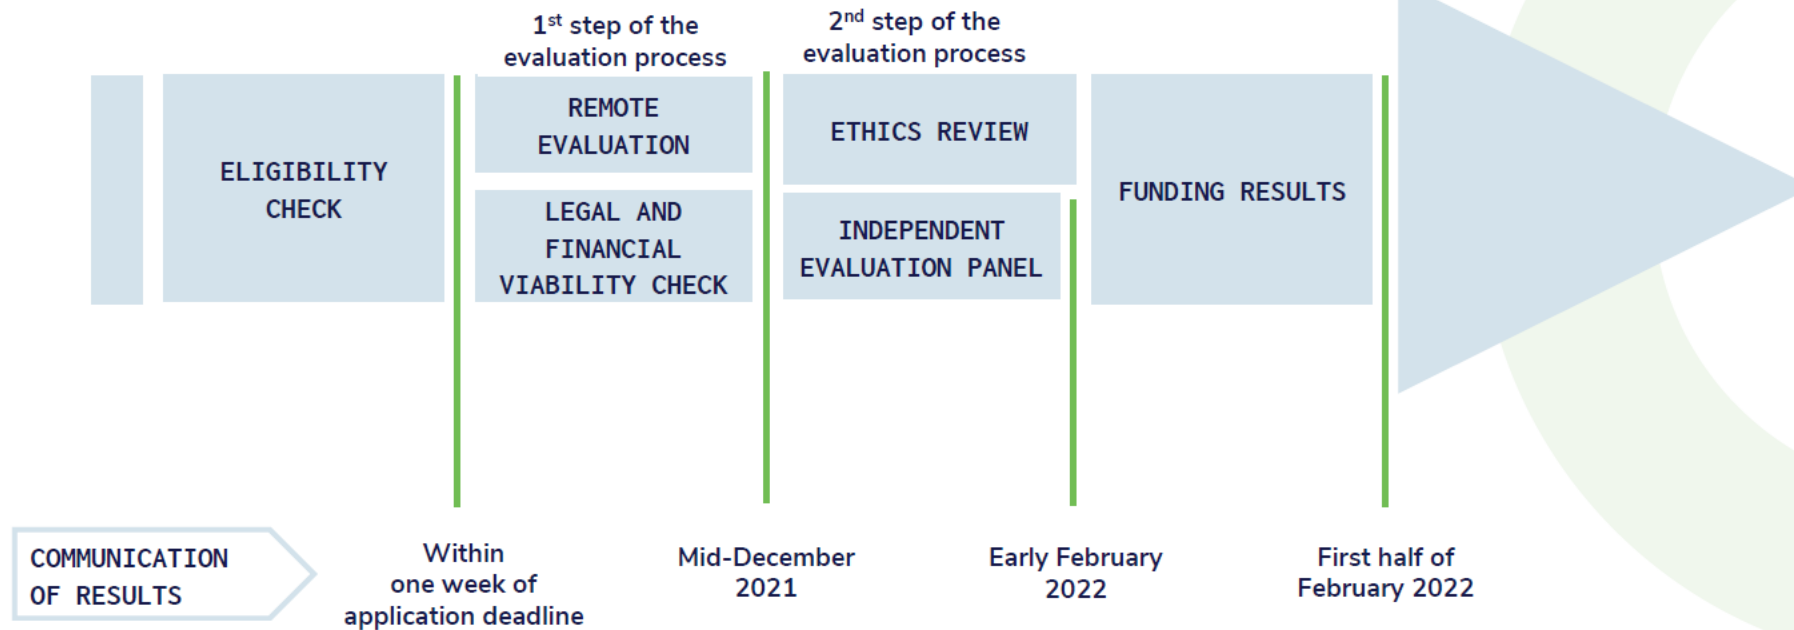 1st step of the
evaluation process
2nd step of the
evaluation process
ELIGIBILITY
CHECK
REMOTE
EVALUATION
LEGAL AND
FINANCIAL
VIABILITY CHECK
ETHICS REVIEW
INDEPENDENT
EVALUATION PANEL
FUNDING RESULTS
COMMUNICATION
OF RESULTS
Within
one week of
application deadline
Mid-December
2021
Early February
2022
First half of
February 2022